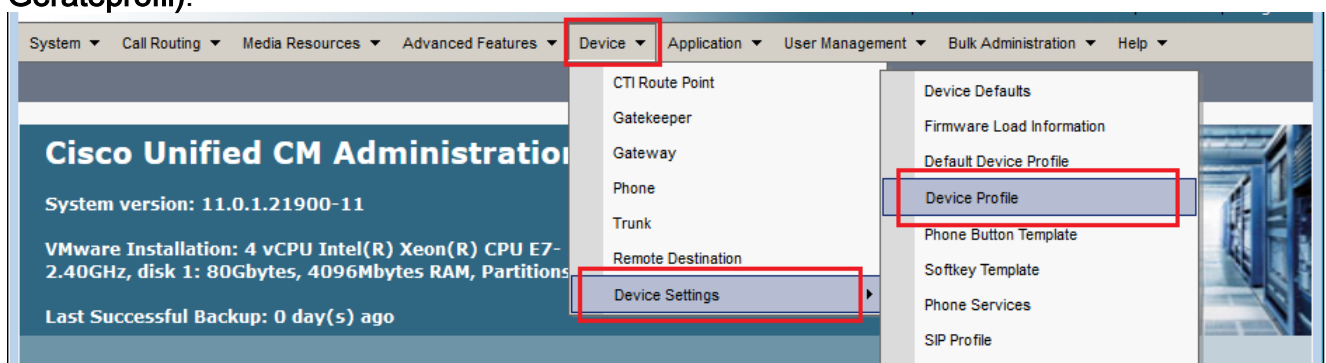 System Call Routing Media Resources Advanced Features Device Application User Management Bulk Administration Help
CTI Route Point
Gatekeeper
Gateway
Phone
Trunk
Remote Destination
Device Settings
Device Defaults
Firmware Load Information
Default Device Profile
Device Profile
Phone Button Template
Softkey Template
Phone Services
SIP Profile
Cisco Unified CM Administration
System version: 11.0.1.21900-11
VMware Installation: 4 vCPU Intel(R) Xeon(R) CPU E7-
2.40GHz, disk 1: 80Gbytes, 4096Mbytes RAM, Partitions
Last Successful Backup: 0 day(s) ago